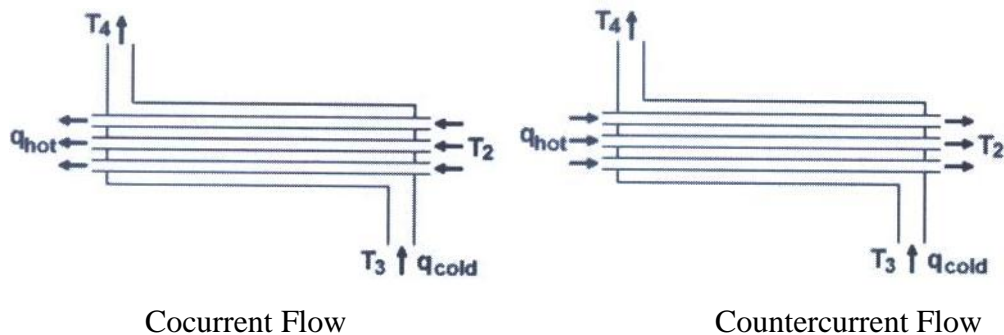 T4
T4
qhot
T2
qhot
T2
T3
qcold
T3
qcold
Cocurrent Flow
Countercurrent Flow